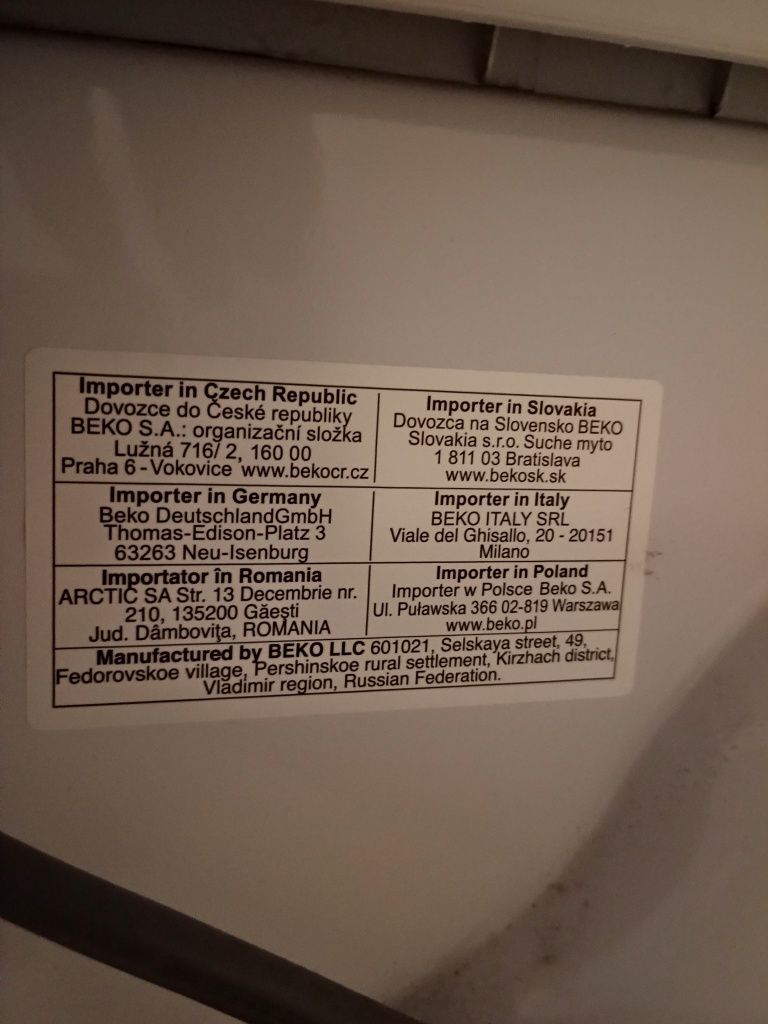 Importer in Czech Republic
Dovozce do České republiky
BEKO S.A.: organizační složka
Lužná 716/ 2, 160 00
Praha 6 - Vokovice www.bekocr.cz
Importer in Slovakia
Dovozca na Slovensko BEKO
Slovakia s.r.o. Suche myto
1 811 03 Bratislava
www.bekosk.sk
Importer in Germany
Beko DeutschlandGmbH
Thomas-Edison-Platz 3
63263 Neu-Isenburg
Importer in Italy
BEKO ITALY SRL
Viale del Ghisallo, 20 - 20151
Milano
Importator în Romania
ARCTIC SA Str. 13 Decembrie nr.
210, 135200 Găeşti
Jud. Dâmboviţa, ROMANIA
Importer in Poland
Importer w Polsce Beko S.A.
Ul. Puławska 366 02-819 Warszawa
www.beko.pl
Manufactured by BEKO LLC 601021, Selskaya street, 49,
Fedorovskoe village, Pershinskoe rural settlement, Kirzhach district,
Vladimir region, Russian Federation.